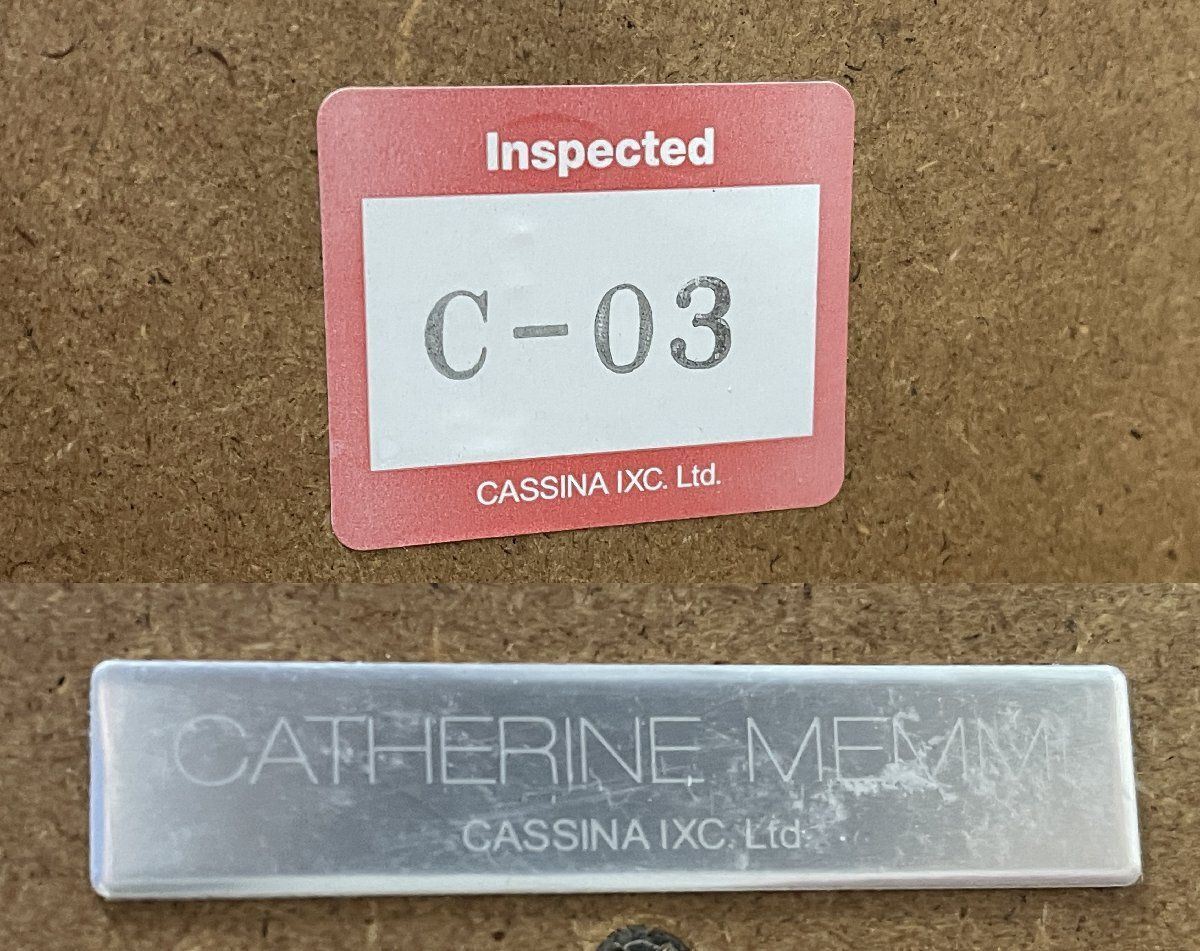 Inspected
C-03
CASSINA IXC. Ltd.
CATHERINE MEMMI
CASSINA IXC. Ltd